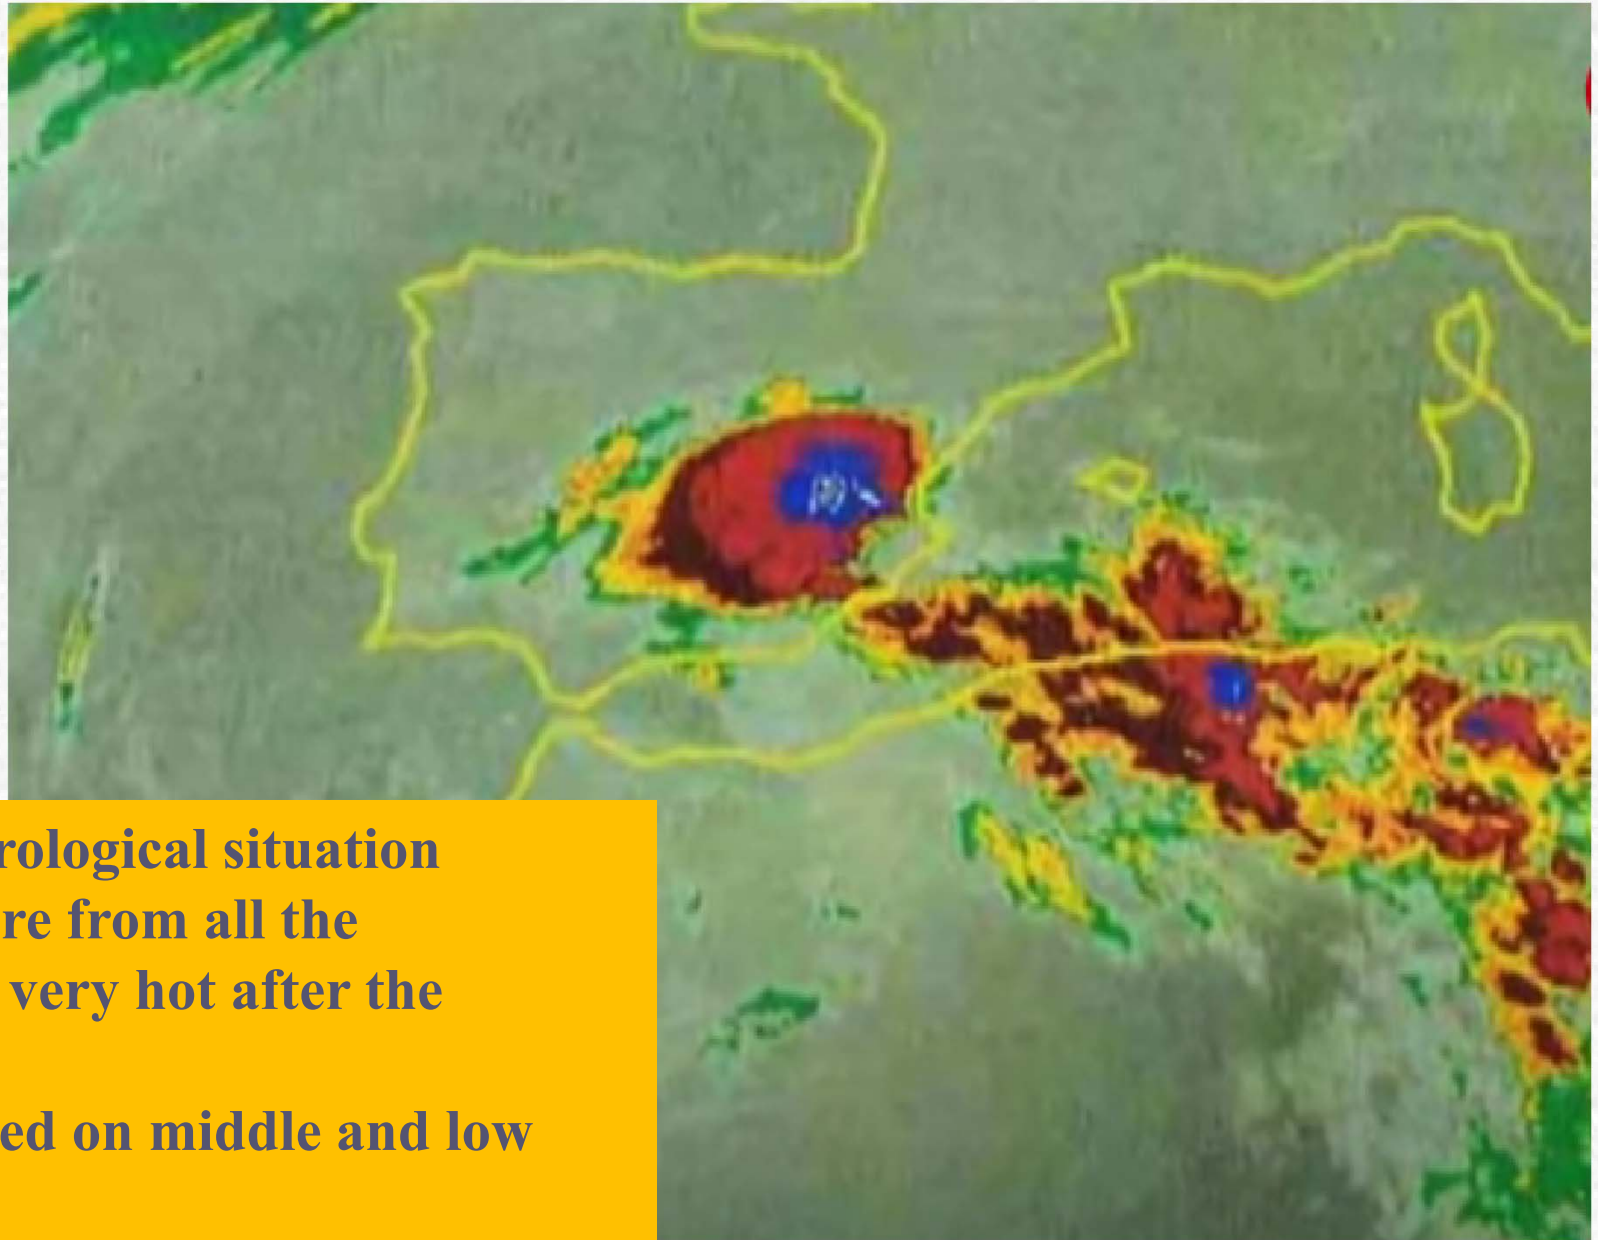 rological situation
re from all the
very hot after the
ed on middle and low